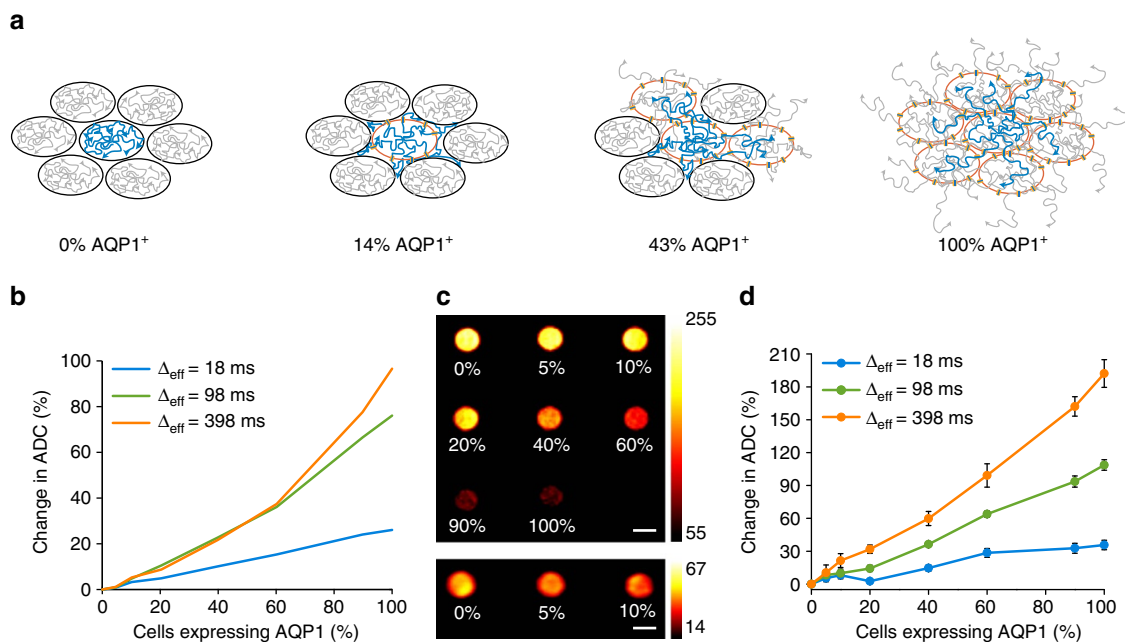 a
0% AQP1⁺
14% AQP1⁺
43% AQP1⁺
100% AQP1⁺
b
Change in ADC (%)
100
80
60
40
20
0
Δeff = 18 ms
Δeff = 98 ms
Δeff = 398 ms
0 20 40 60 80 100
Cells expressing AQP1 (%)
c
0% 5% 10%
20% 40% 60%
90% 100%
255
55
0% 5% 10%
67
14
d
Change in ADC (%)
210
180
150
120
90
60
30
0
Δeff = 18 ms
Δeff = 98 ms
Δeff = 398 ms
0 20 40 60 80 100
Cells expressing AQP1 (%)